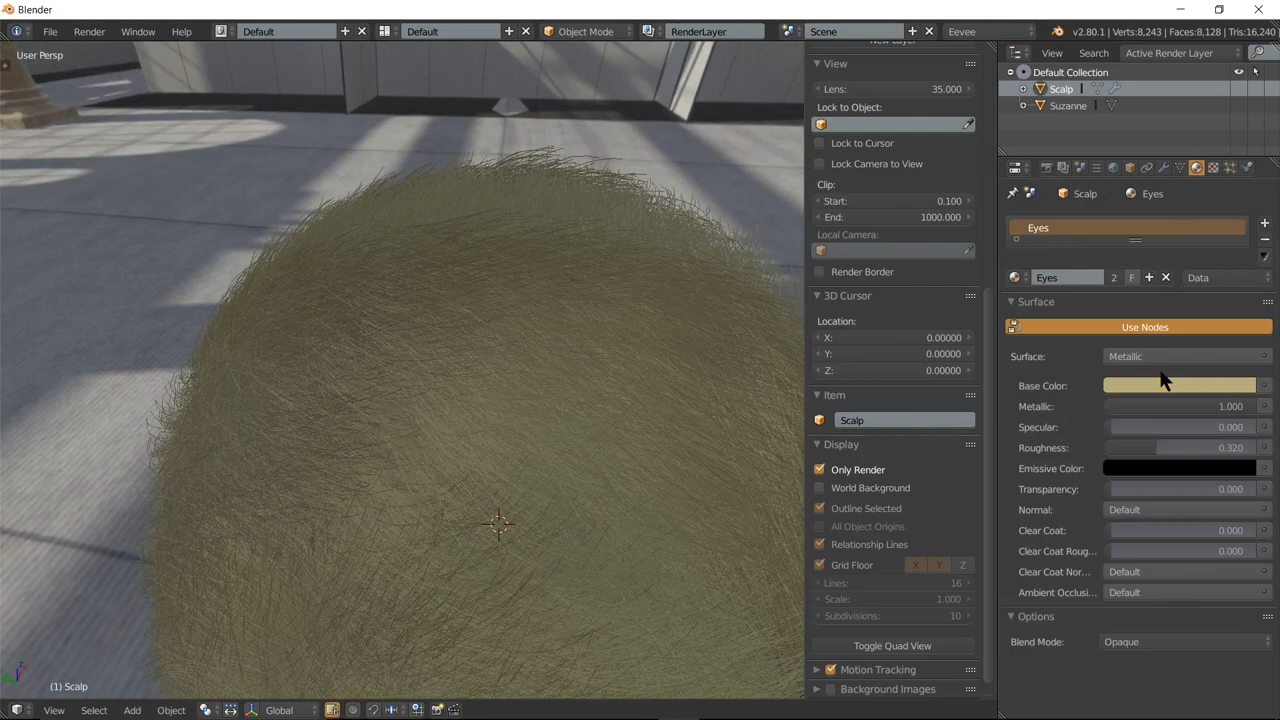 Blender
File Render Window Help Default Default Object Mode RenderLayer Scene Eevee v2.80.1 | Verts:8,243 | Faces:8,128 | Tris:16,240
User Persp
New Layer
View
Lens: 35.000
Lock to Object:
Lock to Cursor
Lock Camera to View
Clip:
Start: 0.100
End: 1000.000
Local Camera:
Render Border
3D Cursor
Location:
X: 0.00000
Y: 0.00000
Z: 0.00000
Item
Scalp
Display
Only Render
World Background
Outline Selected
All Object Origins
Relationship Lines
Grid Floor X Y Z
Lines: 16
Scale: 1.000
Subdivisions: 10
Toggle Quad View
Motion Tracking
Background Images
View Search Active Render Layer
Default Collection
Scalp
Suzanne
Scalp Eyes
Eyes
Eyes 2 F Data
Surface
Use Nodes
Surface: Metallic
Base Color:
Metallic: 1.000
Specular: 0.000
Roughness: 0.320
Emissive Color:
Transparency: 0.000
Normal: Default
Clear Coat: 0.000
Clear Coat Roug... 0.000
Clear Coat Nor... Default
Ambient Occlusi... Default
Options
Blend Mode: Opaque
(1) Scalp
View Select Add Object Global